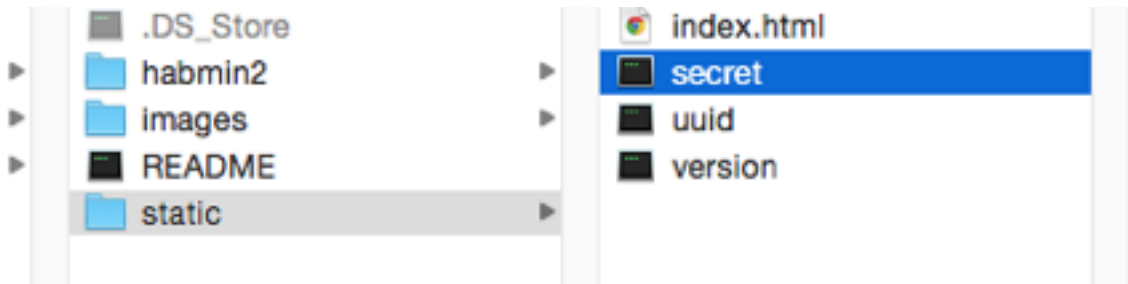 .DS_Store
habmin2
images
README
static
index.html
secret
uuid
version